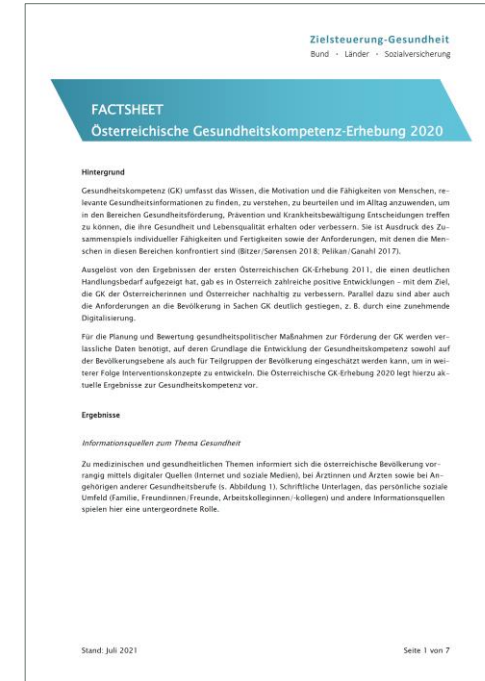 Zielsteuerung-Gesundheit
Bund · Länder · Sozialversicherung
FACTSHEET
Österreichische Gesundheitskompetenz-Erhebung 2020
Hintergrund
Gesundheitskompetenz (GK) umfasst das Wissen, die Motivation und die Fähigkeiten von Menschen, re-
levante Gesundheitsinformationen zu finden, zu verstehen, zu beurteilen und im Alltag anzuwenden, um
in den Bereichen Gesundheitsförderung, Prävention und Krankheitsbewältigung Entscheidungen treffen
zu können, die ihre Gesundheit und Lebensqualität erhalten oder verbessern. Sie ist Ausdruck des Zu-
sammenspiels individueller Fähigkeiten und Fertigkeiten sowie der Anforderungen, mit denen die Men-
schen in diesen Bereichen konfrontiert sind (Bitzer/Sørensen 2018; Pelikan/Ganahl 2017).
Ausgelöst von den Ergebnissen der ersten Österreichischen GK-Erhebung 2011, die einen deutlichen
Handlungsbedarf aufgezeigt hat, gab es in Österreich zahlreiche positive Entwicklungen – mit dem Ziel,
die GK der Österreicherinnen und Österreicher nachhaltig zu verbessern. Parallel dazu sind aber auch
die Anforderungen an die Bevölkerung in Sachen GK deutlich gestiegen, z. B. durch eine zunehmende
Digitalisierung.
Für die Planung und Bewertung gesundheitspolitischer Maßnahmen zur Förderung der GK werden ver-
lässliche Daten benötigt, auf deren Grundlage die Entwicklung der Gesundheitskompetenz sowohl auf
der Bevölkerungsebene als auch für Teilgruppen der Bevölkerung eingeschätzt werden kann, um in wei-
terer Folge Interventionskonzepte zu entwickeln. Die Österreichische GK-Erhebung 2020 legt hierzu ak-
tuelle Ergebnisse zur Gesundheitskompetenz vor.
Ergebnisse
Informationsquellen zum Thema Gesundheit
Zu medizinischen und gesundheitlichen Themen informiert sich die österreichische Bevölkerung vor-
rangig mittels digitaler Quellen (Internet und soziale Medien), bei Ärztinnen und Ärzten sowie bei An-
gehörigen anderer Gesundheitsberufe (s. Abbildung 1). Schriftliche Unterlagen, das persönliche soziale
Umfeld (Familie, Freundinnen/Freunde, Arbeitskolleginnen/-kollegen) und andere Informationsquellen
spielen hier eine untergeordnete Rolle.
Stand: Juli 2021
Seite 1 von 7